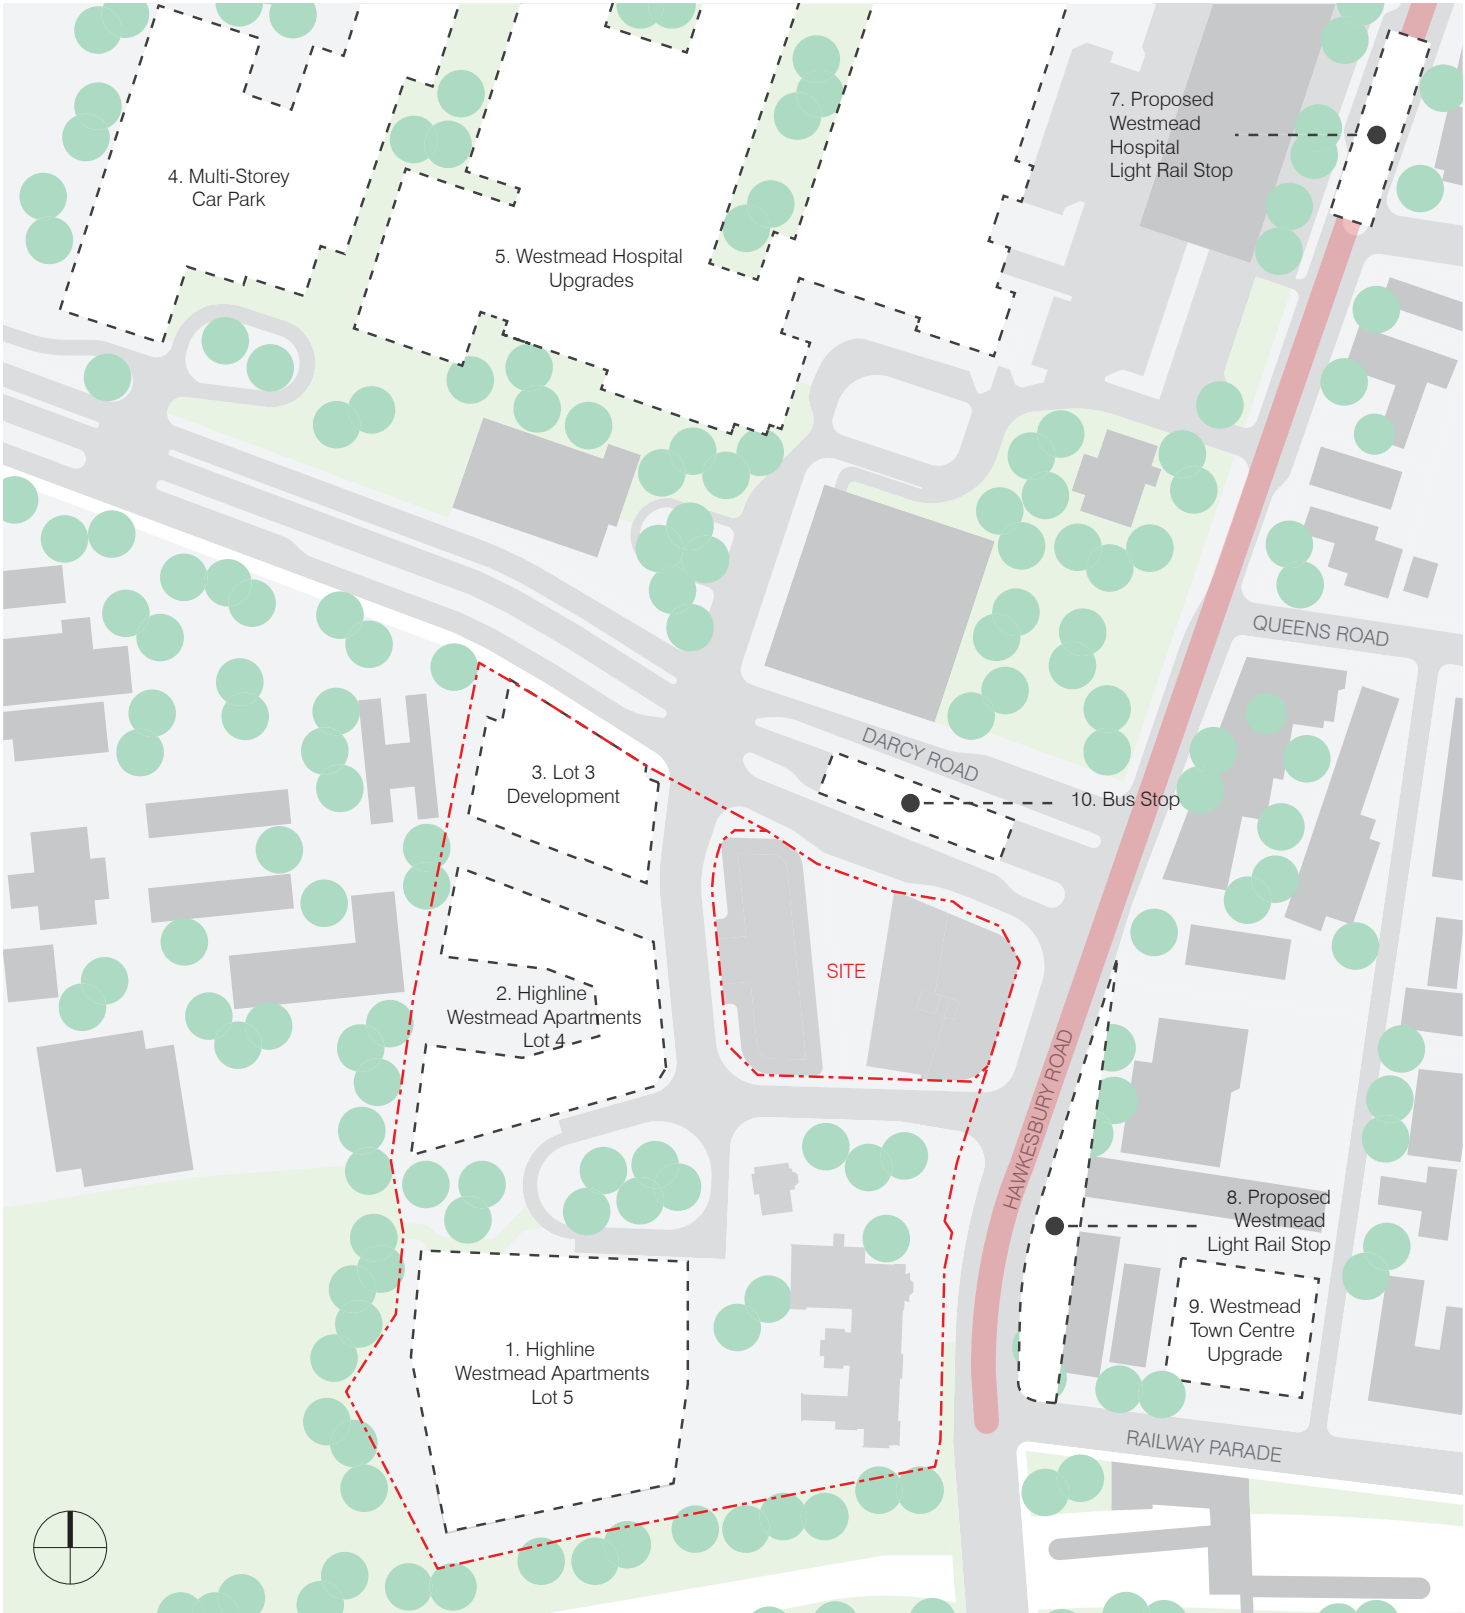 7. Proposed
Westmead
Hospital
Light Rail Stop
4. Multi-Storey
Car Park
5. Westmead Hospital
Upgrades
QUEENS ROAD
DARCY ROAD
3. Lot 3
Development
10. Bus Stop
SITE
2. Highline
Westmead Apartments
Lot 4
HAWKESBURY ROAD
8. Proposed
Westmead
Light Rail Stop
9. Westmead
Town Centre
Upgrade
1. Highline
Westmead Apartments
Lot 5
RAILWAY PARADE